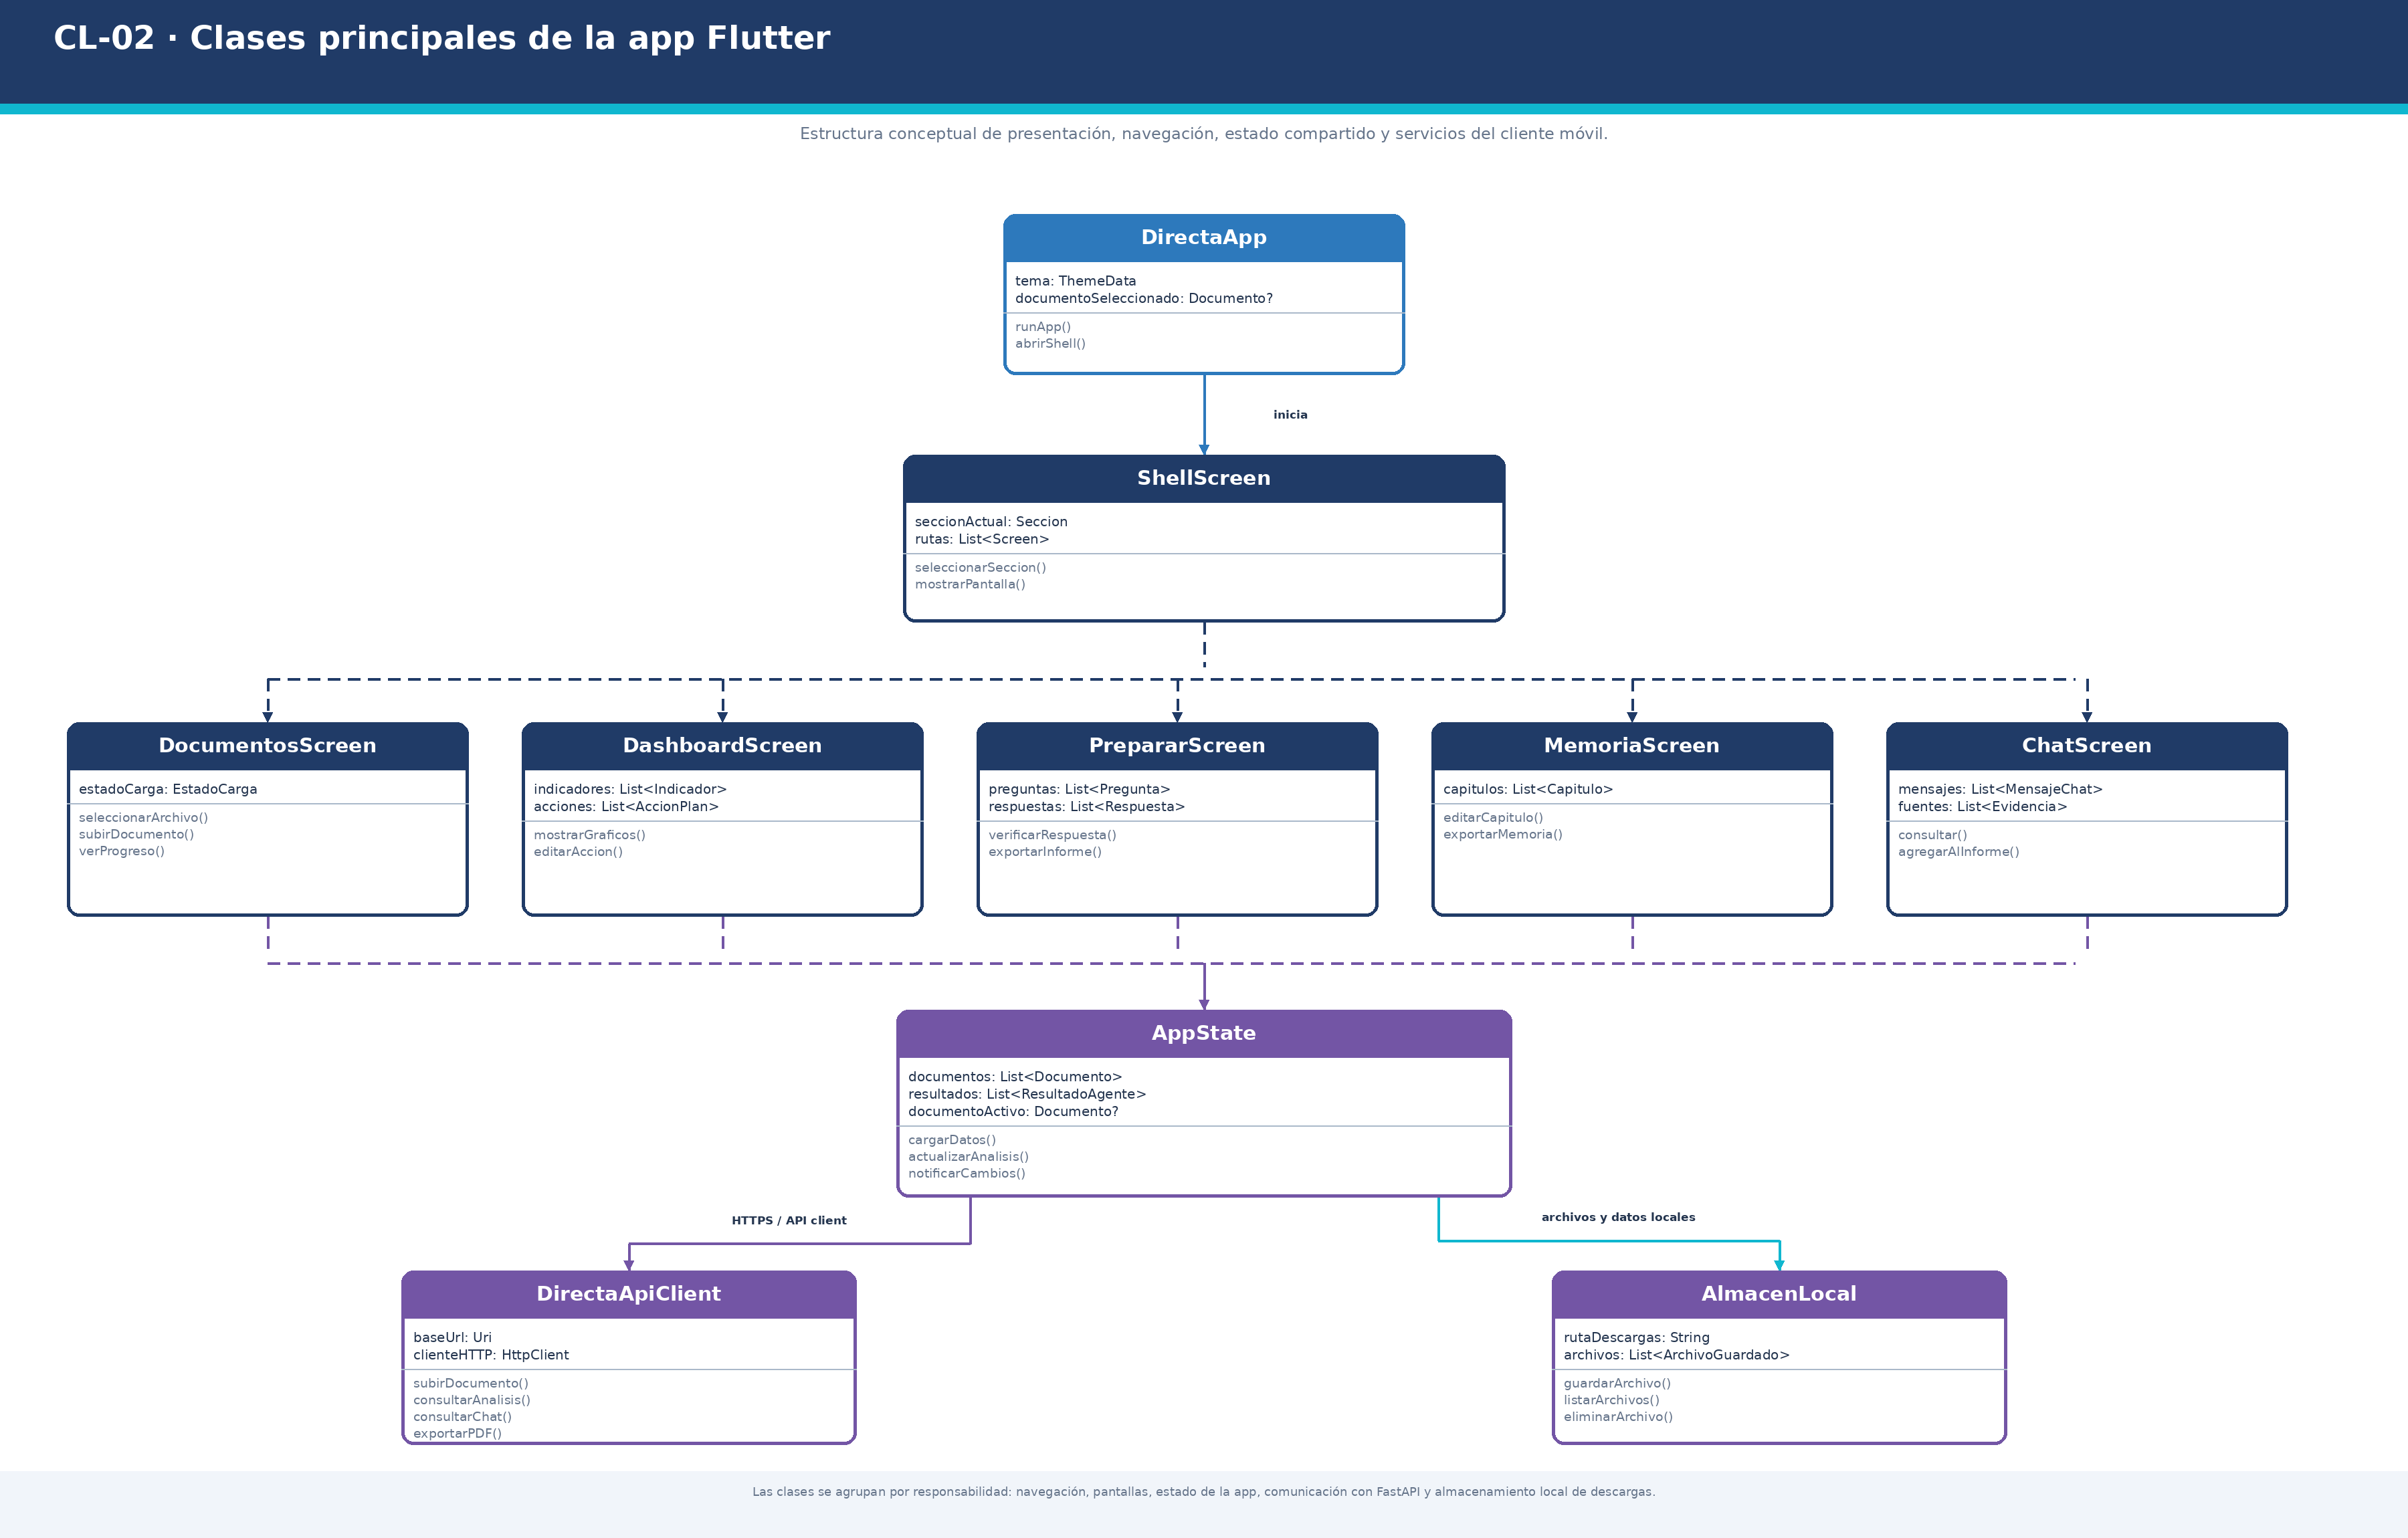 CL-02 · Clases principales de la app Flutter
Estructura conceptual de presentación, navegación, estado compartido y servicios del cliente móvil.
DirectaApp
tema: ThemeData
documentoSeleccionado: Documento?
runApp()
abrirShell()
inicia
ShellScreen
seccionActual: Seccion
rutas: List<Screen>
seleccionarSeccion()
mostrarPantalla()
DocumentosScreen
estadoCarga: EstadoCarga
seleccionarArchivo()
subirDocumento()
verProgreso()
DashboardScreen
indicadores: List<Indicador>
acciones: List<AccionPlan>
mostrarGraficos()
editarAccion()
PrepararScreen
preguntas: List<Pregunta>
respuestas: List<Respuesta>
verificarRespuesta()
exportarInforme()
MemoriaScreen
capitulos: List<Capitulo>
editarCapitulo()
exportarMemoria()
ChatScreen
mensajes: List<MensajeChat>
fuentes: List<Evidencia>
consultar()
agregarAlInforme()
AppState
documentos: List<Documento>
resultados: List<ResultadoAgente>
documentoActivo: Documento?
cargarDatos()
actualizarAnalisis()
notificarCambios()
HTTPS / API client
archivos y datos locales
DirectaApiClient
baseUrl: Uri
clienteHTTP: HttpClient
subirDocumento()
consultarAnalisis()
consultarChat()
exportarPDF()
AlmacenLocal
rutaDescargas: String
archivos: List<ArchivoGuardado>
guardarArchivo()
listarArchivos()
eliminarArchivo()
Las clases se agrupan por responsabilidad: navegación, pantallas, estado de la app, comunicación con FastAPI y almacenamiento local de descargas.